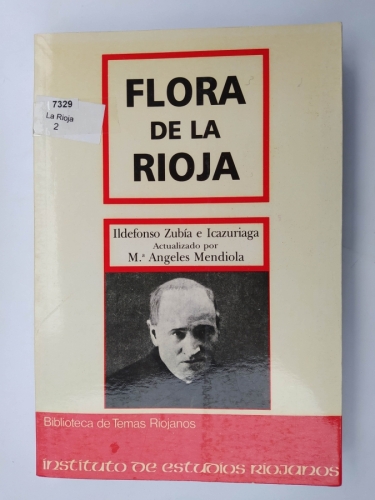 7329
La Rioja
2
FLORA
DE LA
RIOJA
Ildefonso Zubía e Icazuriaga
Actualizado por
M.ª Angeles Mendiola
Biblioteca de Temas Riojanos
instituto de estudios riojanos